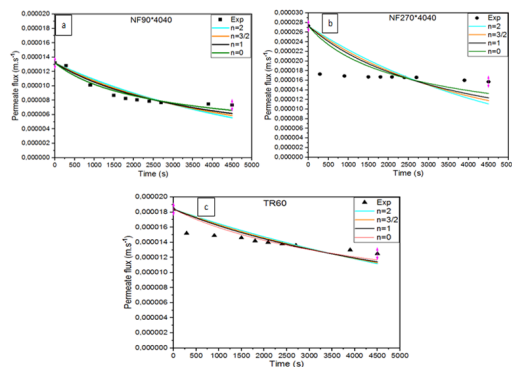 a
NF90*4040
Exp
n=2
n=3/2
n=1
n=0
0,000020
0,000018
0,000016
0,000014
0,000012
0,000010
0,000008
0,000006
0,000004
0,000002
0,000000
Permeate flux (m.s-1)
0 500 1000 1500 2000 2500 3000 3500 4000 4500 5000
Time (s)
b
NF270*4040
Exp
n=2
n=3/2
n=1
n=0
0,000030
0,000028
0,000026
0,000024
0,000022
0,000020
0,000018
0,000016
0,000014
0,000012
0,000010
0,000008
0,000006
0,000004
0,000002
0,000000
Permeate flux (m.s-1)
0 500 1000 1500 2000 2500 3000 3500 4000 4500 5000
Time (s)
c
TR60
Exp
n=2
n=3/2
n=1
n=0
0,000020
0,000018
0,000016
0,000014
0,000012
0,000010
0,000008
0,000006
0,000004
0,000002
0,000000
Permeate flux (m.s-1)
0 500 1000 1500 2000 2500 3000 3500 4000 4500 5000
Time (s)